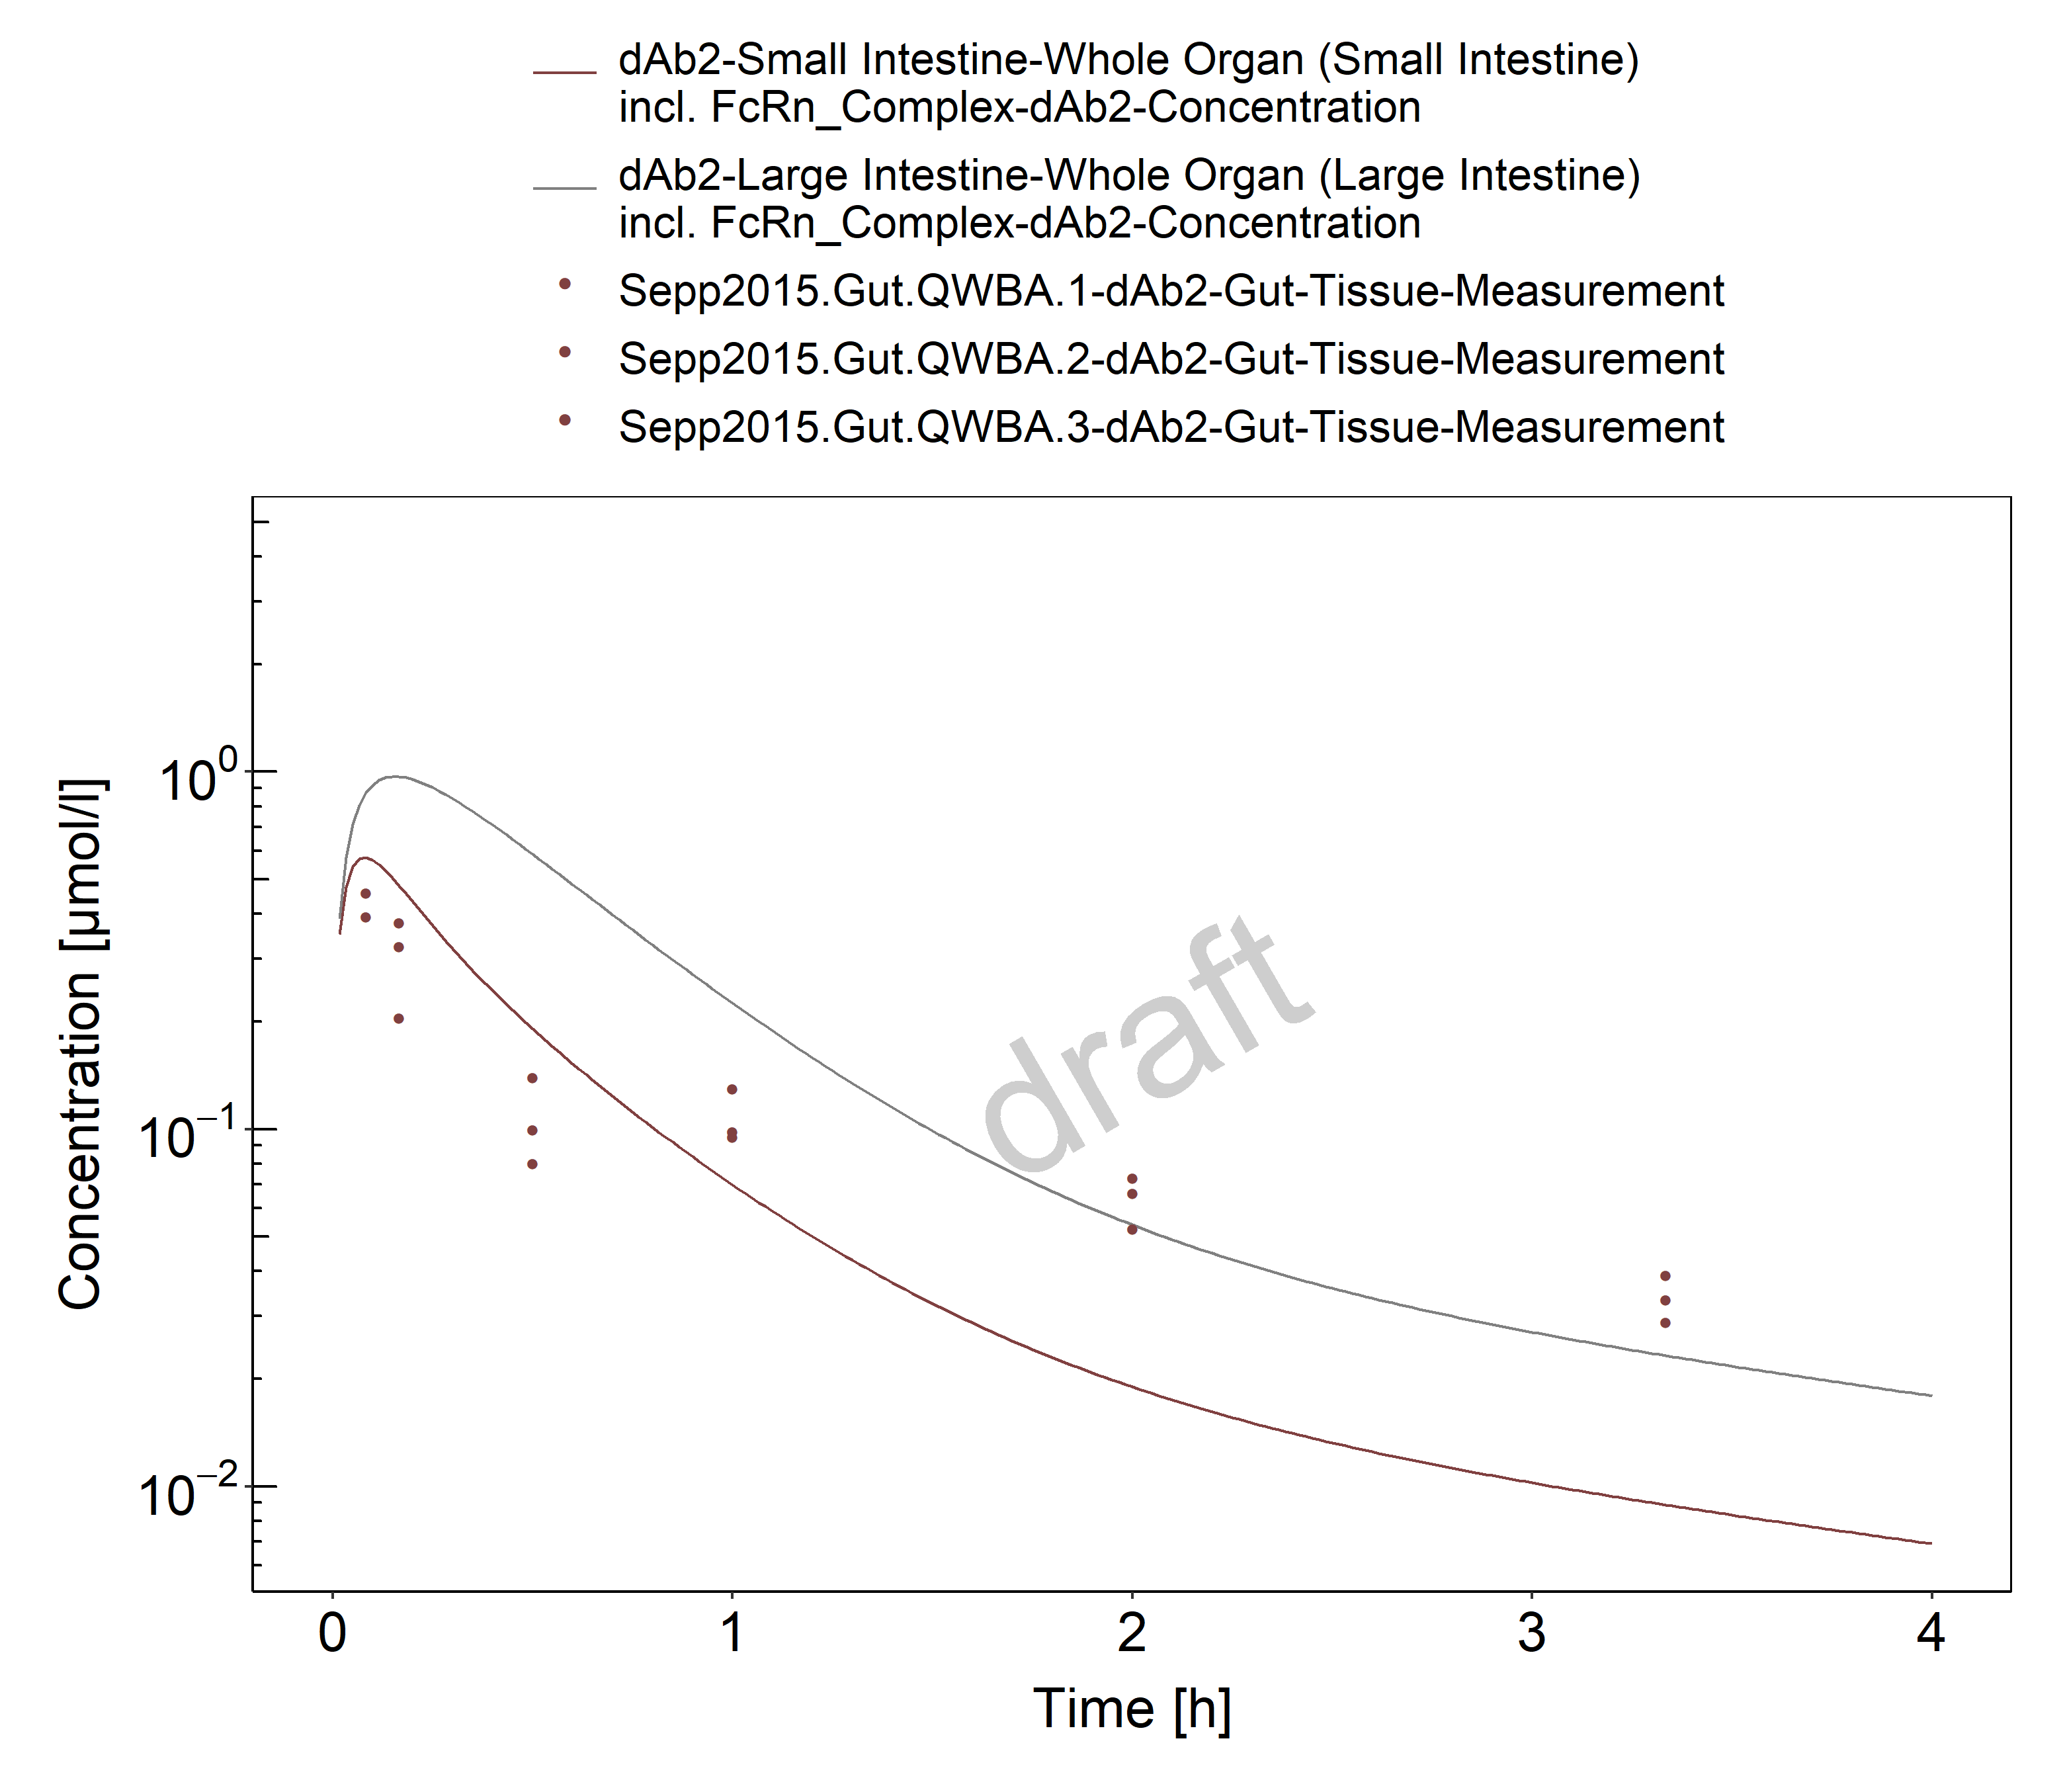 dAb2-Small Intestine-Whole Organ (Small Intestine)
incl. FcRn_Complex-dAb2-Concentration
dAb2-Large Intestine-Whole Organ (Large Intestine)
incl. FcRn_Complex-dAb2-Concentration
Sepp2015.Gut.QWBA.1-dAb2-Gut-Tissue-Measurement
Sepp2015.Gut.QWBA.2-dAb2-Gut-Tissue-Measurement
Sepp2015.Gut.QWBA.3-dAb2-Gut-Tissue-Measurement
Concentration [µmol/l]
10⁰
10⁻¹
10⁻²
draft
0 1 2 3 4
Time [h]